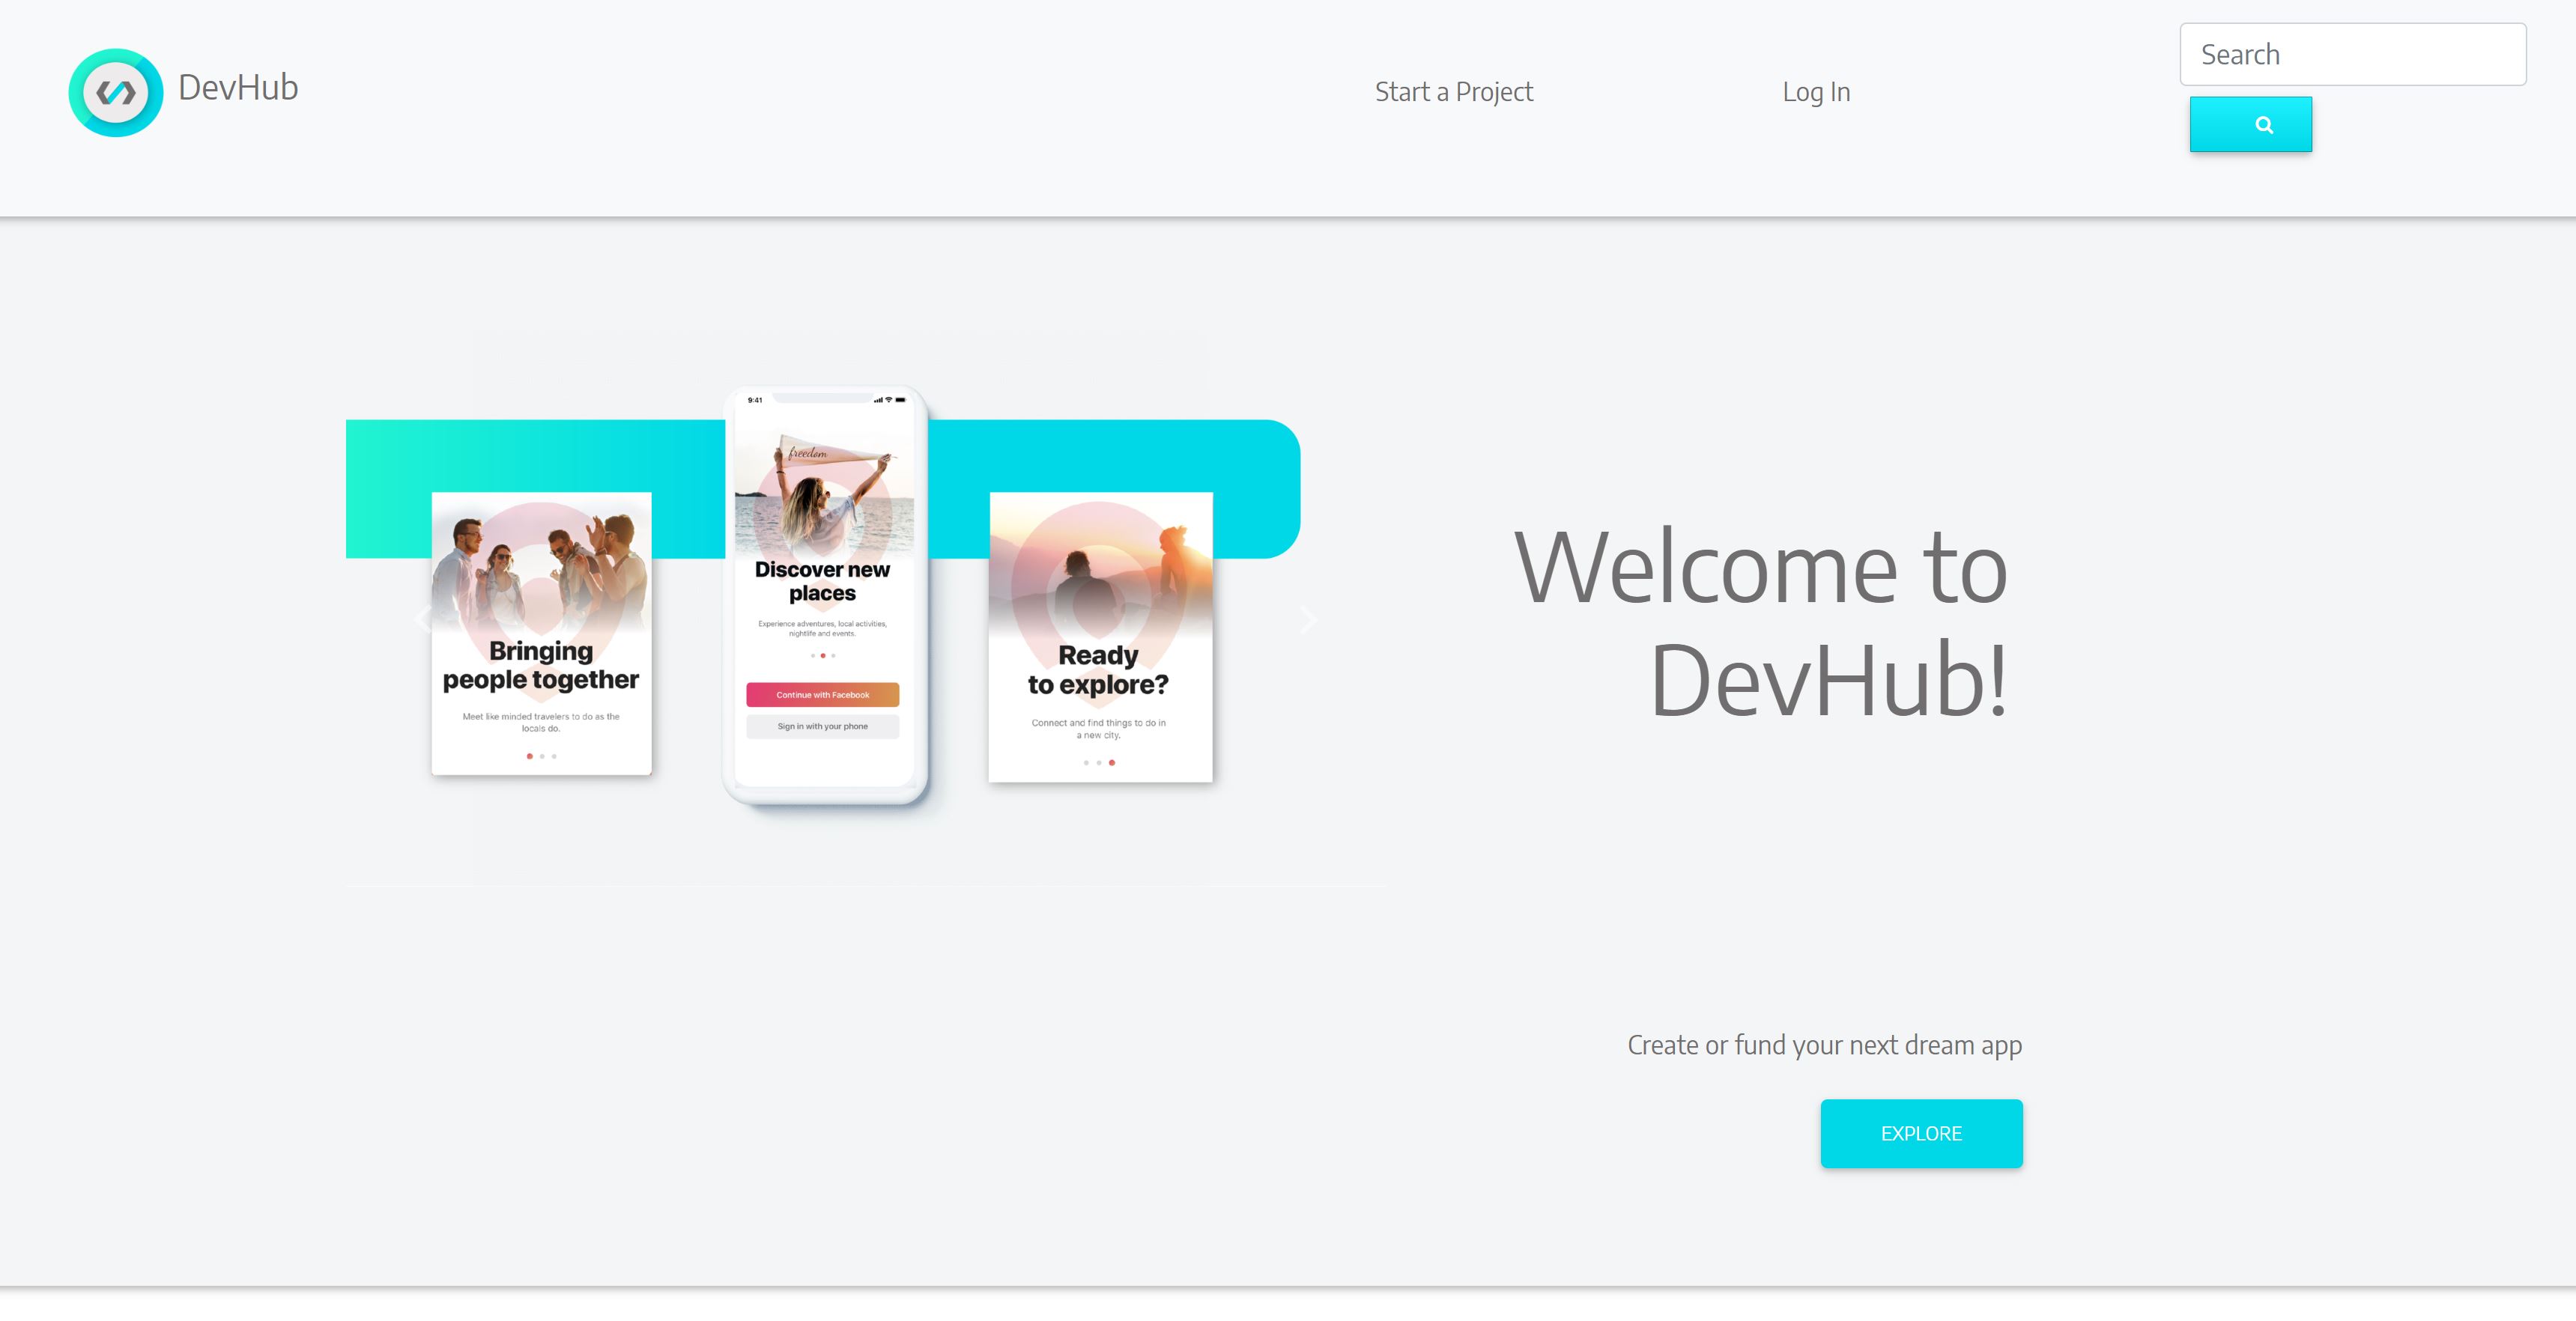 DevHub
Start a Project
Log In
Search
9:41
freedom
Discover new
places
Experience adventures, local activities,
nightlife and events.
Continue with Facebook
Sign in with your phone
Bringing
people together
Meet like minded travelers to do as the
locals do.
Ready
to explore?
Connect and find things to do in
a new city.
Welcome to
DevHub!
Create or fund your next dream app
EXPLORE